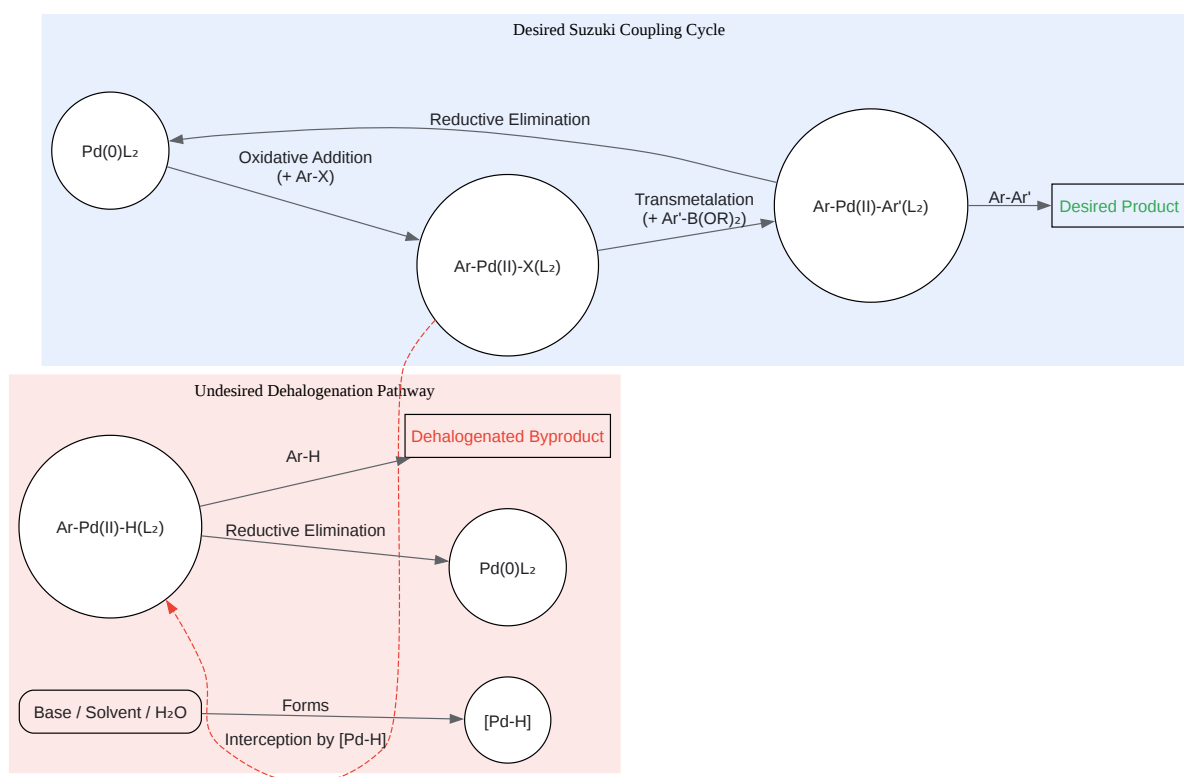 Desired Suzuki Coupling Cycle
Reductive Elimination
Pd(0)L₂
Oxidative Addition
(+ Ar-X)
Transmetalation
(+ Ar'-B(OR)₂)
Ar-Pd(II)-Ar'(L₂)
Ar-Ar'
Desired Product
Ar-Pd(II)-X(L₂)
Undesired Dehalogenation Pathway
Dehalogenated Byproduct
Ar-H
Ar-Pd(II)-H(L₂)
Reductive Elimination
Pd(0)L₂
Base / Solvent / H₂O
Forms
[Pd-H]
Interception by [Pd-H]